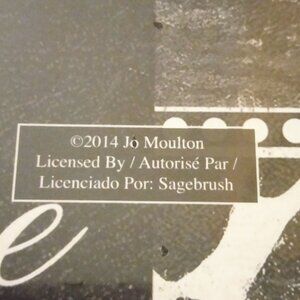 ©2014 Jo Moulton
Licensed By / Autorisé Par /
Licenciado Por: Sagebrush
e